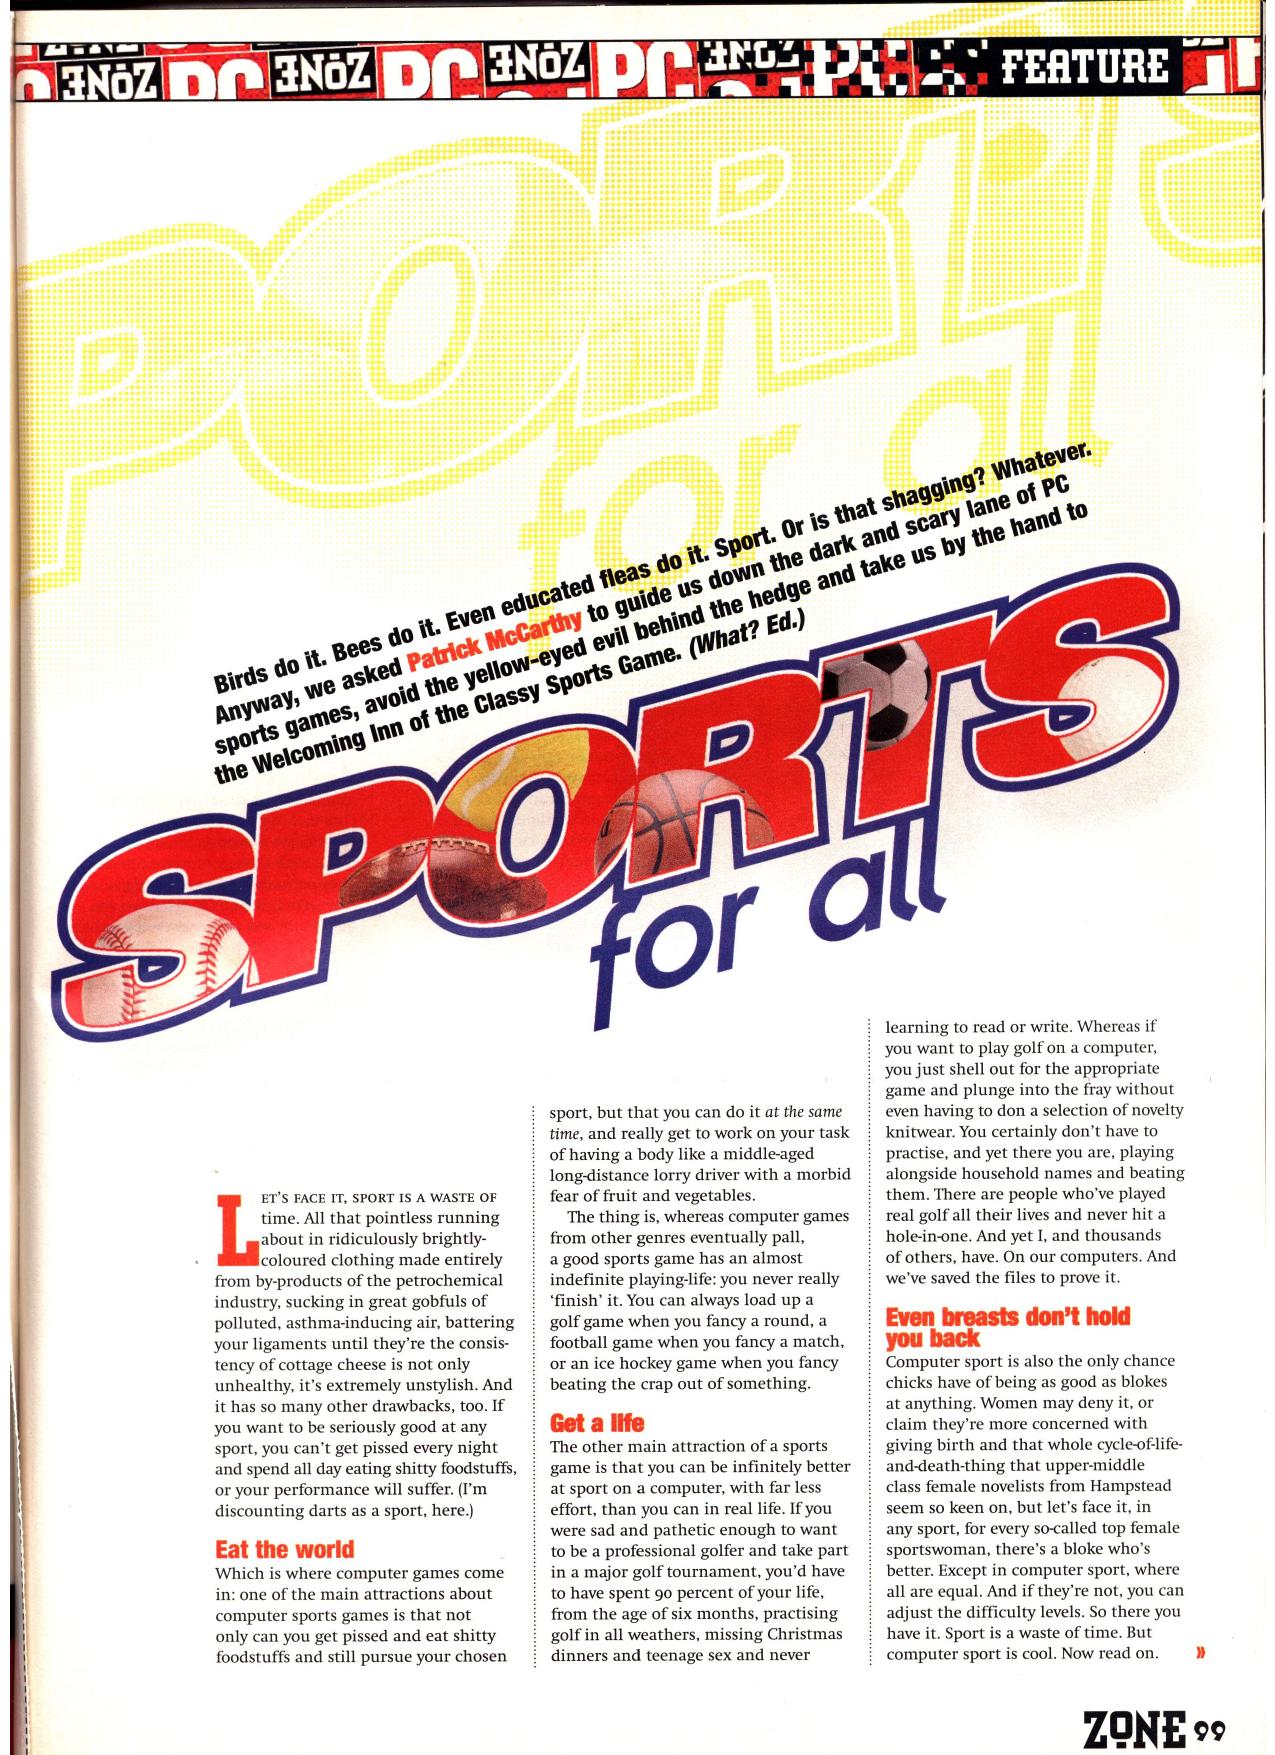 ZONE
PC
ZONE
PC
ZONE
PC
ZONE
PC
FEATURE
PORTS
for all
Birds do it. Bees do it. Even educated fleas do it. Sport. Or is that shagging? Whatever.
Anyway, we asked Patrick McCarthy to guide us down the dark and scary lane of PC
sports games, avoid the yellow-eyed evil behind the hedge and take us by the hand to
the Welcoming Inn of the Classy Sports Game. (What? Ed.)
SPORTS
for all
LET'S FACE IT, SPORT IS A WASTE OF
time. All that pointless running
about in ridiculously brightly-
coloured clothing made entirely
from by-products of the petrochemical
industry, sucking in great gobfuls of
polluted, asthma-inducing air, battering
your ligaments until they're the consis-
tency of cottage cheese is not only
unhealthy, it's extremely unstylish. And
it has so many other drawbacks, too. If
you want to be seriously good at any
sport, you can't get pissed every night
and spend all day eating shitty foodstuffs,
or your performance will suffer. (I'm
discounting darts as a sport, here.)
Eat the world
Which is where computer games come
in: one of the main attractions about
computer sports games is that not
only can you get pissed and eat shitty
foodstuffs and still pursue your chosen
sport, but that you can do it at the same
time, and really get to work on your task
of having a body like a middle-aged
long-distance lorry driver with a morbid
fear of fruit and vegetables.
The thing is, whereas computer games
from other genres eventually pall,
a good sports game has an almost
indefinite playing-life: you never really
'finish' it. You can always load up a
golf game when you fancy a round, a
football game when you fancy a match,
or an ice hockey game when you fancy
beating the crap out of something.
Get a life
The other main attraction of a sports
game is that you can be infinitely better
at sport on a computer, with far less
effort, than you can in real life. If you
were sad and pathetic enough to want
to be a professional golfer and take part
in a major golf tournament, you'd have
to have spent 90 percent of your life,
from the age of six months, practising
golf in all weathers, missing Christmas
dinners and teenage sex and never
learning to read or write. Whereas if
you want to play golf on a computer,
you just shell out for the appropriate
game and plunge into the fray without
even having to don a selection of novelty
knitwear. You certainly don't have to
practise, and yet there you are, playing
alongside household names and beating
them. There are people who've played
real golf all their lives and never hit a
hole-in-one. And yet I, and thousands
of others, have. On our computers. And
we've saved the files to prove it.
Even breasts don't hold
you back
Computer sport is also the only chance
chicks have of being as good as blokes
at anything. Women may deny it, or
claim they're more concerned with
giving birth and that whole cycle-of-life-
and-death-thing that upper-middle
class female novelists from Hampstead
seem so keen on, but let's face it, in
any sport, for every so-called top female
sportswoman, there's a bloke who's
better. Except in computer sport, where
all are equal. And if they're not, you can
adjust the difficulty levels. So there you
have it. Sport is a waste of time. But
computer sport is cool. Now read on. »
ZONE 99